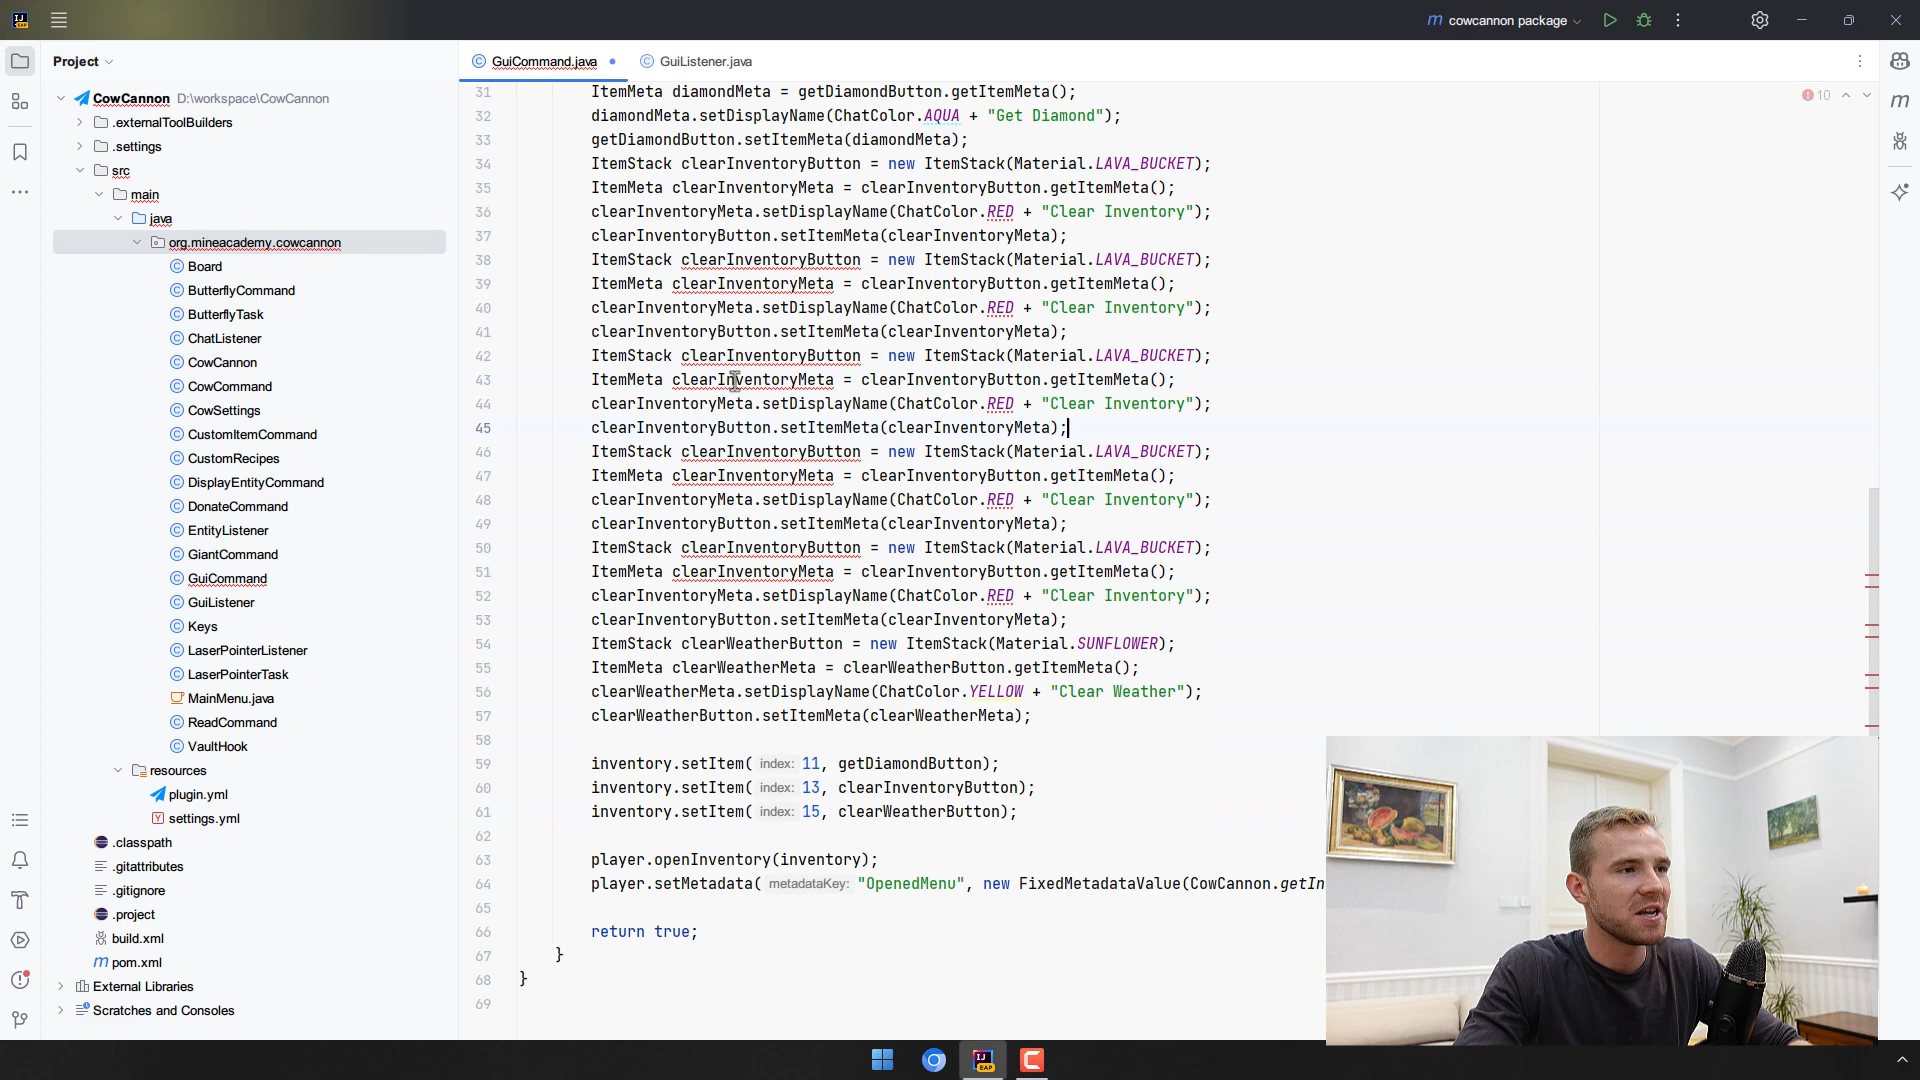 cowcannon package
Project
GuiCommand.java
GuiListener.java
CowCannon D:\workspace\CowCannon
.externalToolBuilders
.settings
src
main
java
org.mineacademy.cowcannon
Board
ButterflyCommand
ButterflyTask
ChatListener
CowCannon
CowCommand
CowSettings
CustomItemCommand
CustomRecipes
DisplayEntityCommand
DonateCommand
EntityListener
GiantCommand
GuiCommand
GuiListener
Keys
LaserPointerListener
LaserPointerTask
MainMenu.java
ReadCommand
VaultHook
resources
plugin.yml
settings.yml
.classpath
.gitattributes
.gitignore
.project
build.xml
pom.xml
External Libraries
Scratches and Consoles
10
31 ItemMeta diamondMeta = getDiamondButton.getItemMeta();
32 diamondMeta.setDisplayName(ChatColor.AQUA + "Get Diamond");
33 getDiamondButton.setItemMeta(diamondMeta);
34 ItemStack clearInventoryButton = new ItemStack(Material.LAVA_BUCKET);
35 ItemMeta clearInventoryMeta = clearInventoryButton.getItemMeta();
36 clearInventoryMeta.setDisplayName(ChatColor.RED + "Clear Inventory");
37 clearInventoryButton.setItemMeta(clearInventoryMeta);
38 ItemStack clearInventoryButton = new ItemStack(Material.LAVA_BUCKET);
39 ItemMeta clearInventoryMeta = clearInventoryButton.getItemMeta();
40 clearInventoryMeta.setDisplayName(ChatColor.RED + "Clear Inventory");
41 clearInventoryButton.setItemMeta(clearInventoryMeta);
42 ItemStack clearInventoryButton = new ItemStack(Material.LAVA_BUCKET);
43 ItemMeta clearInventoryMeta = clearInventoryButton.getItemMeta();
44 clearInventoryMeta.setDisplayName(ChatColor.RED + "Clear Inventory");
45 clearInventoryButton.setItemMeta(clearInventoryMeta);
46 ItemStack clearInventoryButton = new ItemStack(Material.LAVA_BUCKET);
47 ItemMeta clearInventoryMeta = clearInventoryButton.getItemMeta();
48 clearInventoryMeta.setDisplayName(ChatColor.RED + "Clear Inventory");
49 clearInventoryButton.setItemMeta(clearInventoryMeta);
50 ItemStack clearInventoryButton = new ItemStack(Material.LAVA_BUCKET);
51 ItemMeta clearInventoryMeta = clearInventoryButton.getItemMeta();
52 clearInventoryMeta.setDisplayName(ChatColor.RED + "Clear Inventory");
53 clearInventoryButton.setItemMeta(clearInventoryMeta);
54 ItemStack clearWeatherButton = new ItemStack(Material.SUNFLOWER);
55 ItemMeta clearWeatherMeta = clearWeatherButton.getItemMeta();
56 clearWeatherMeta.setDisplayName(ChatColor.YELLOW + "Clear Weather");
57 clearWeatherButton.setItemMeta(clearWeatherMeta);
58
59 inventory.setItem( index: 11, getDiamondButton);
60 inventory.setItem( index: 13, clearInventoryButton);
61 inventory.setItem( index: 15, clearWeatherButton);
62
63 player.openInventory(inventory);
64 player.setMetadata( metadataKey: "OpenedMenu", new FixedMetadataValue(CowCannon.getIn
65
66 return true;
67 }
68 }
69